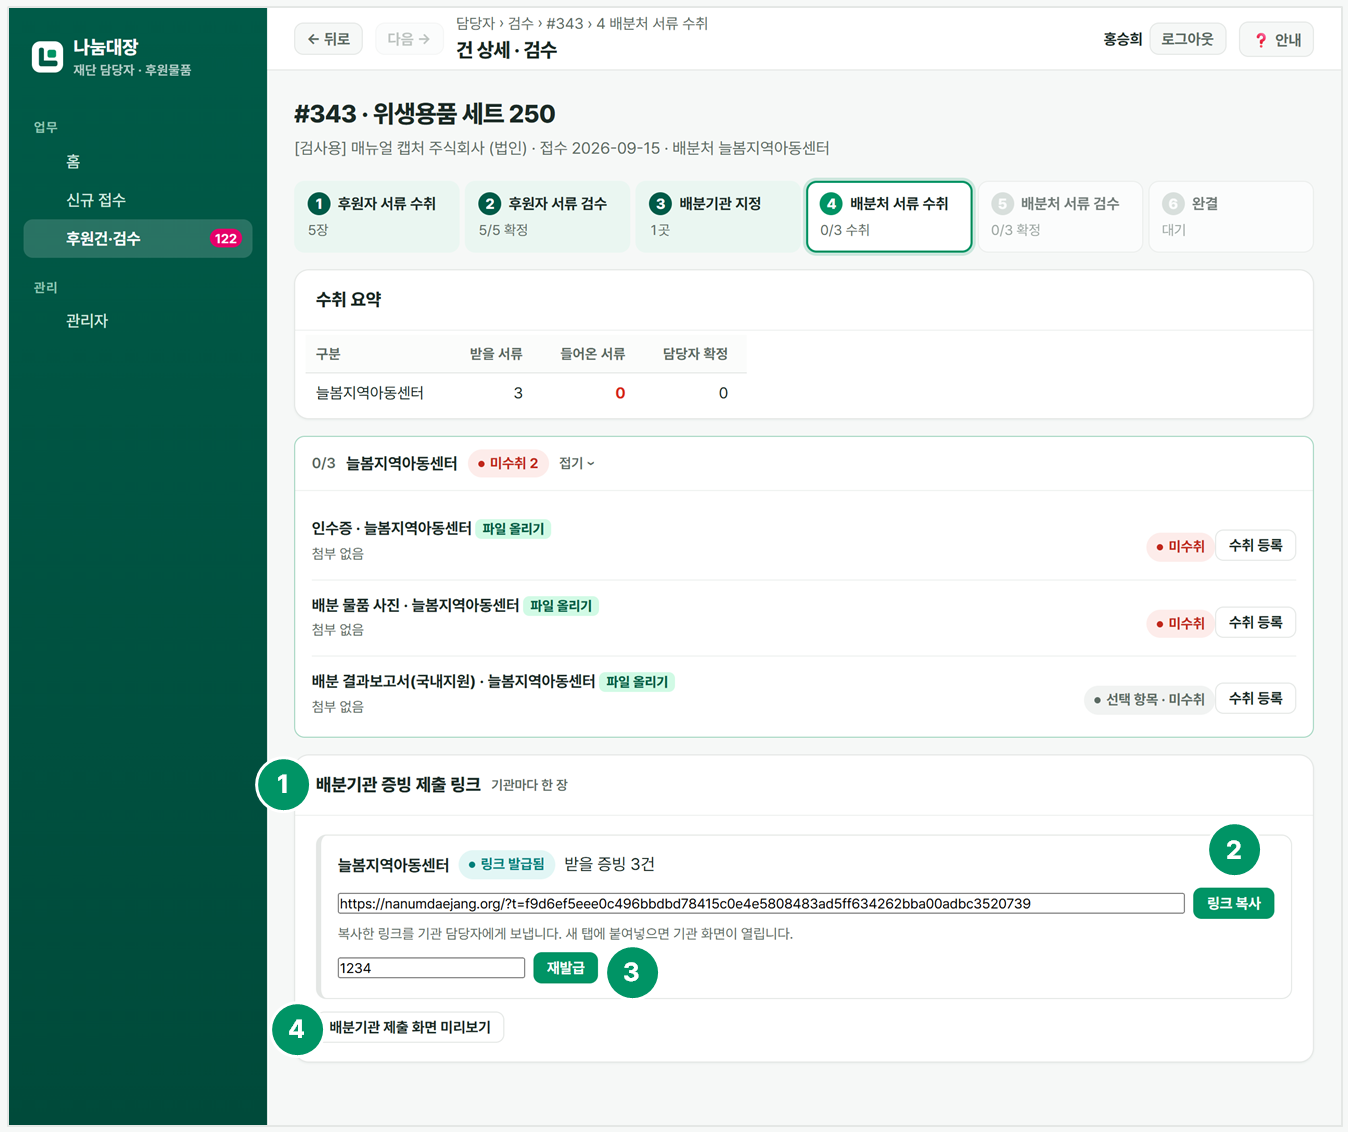 나눔대장
재단 담당자 · 후원물품
업무
홈
신규 접수
후원건·검수 122
관리
관리자
← 뒤로
다음 →
담당자 › 검수 › #343 › 4 배분처 서류 수취
건 상세 · 검수
홍승희
로그아웃
❓ 안내
#343 · 위생용품 세트 250
[검사용] 매뉴얼 캡처 주식회사 (법인) · 접수 2026-09-15 · 배분처 늘봄지역아동센터
1 후원자 서류 수취
5장
2 후원자 서류 검수
5/5 확정
3 배분기관 지정
1곳
4 배분처 서류 수취
0/3 수취
5 배분처 서류 검수
0/3 확정
6 완결
대기
수취 요약
구분 받을 서류 들어온 서류 담당자 확정
늘봄지역아동센터 3 0 0
0/3 늘봄지역아동센터 • 미수취 2 접기
인수증 · 늘봄지역아동센터 파일 올리기
첨부 없음
• 미수취 수취 등록
배분 물품 사진 · 늘봄지역아동센터 파일 올리기
첨부 없음
• 미수취 수취 등록
배분 결과보고서(국내지원) · 늘봄지역아동센터 파일 올리기
첨부 없음
• 선택 항목 · 미수취 수취 등록
1 배분기관 증빙 제출 링크 기관마다 한 장
2
늘봄지역아동센터 • 링크 발급됨 받을 증빙 3건
https://nanumdaejang.org/?t=f9d6ef5eee0c496bbdbd78415c0e4e5808483ad5ff634262bba00adbc3520739 링크 복사
복사한 링크를 기관 담당자에게 보냅니다. 새 탭에 붙여넣으면 기관 화면이 열립니다.
1234 재발급 3
4 배분기관 제출 화면 미리보기